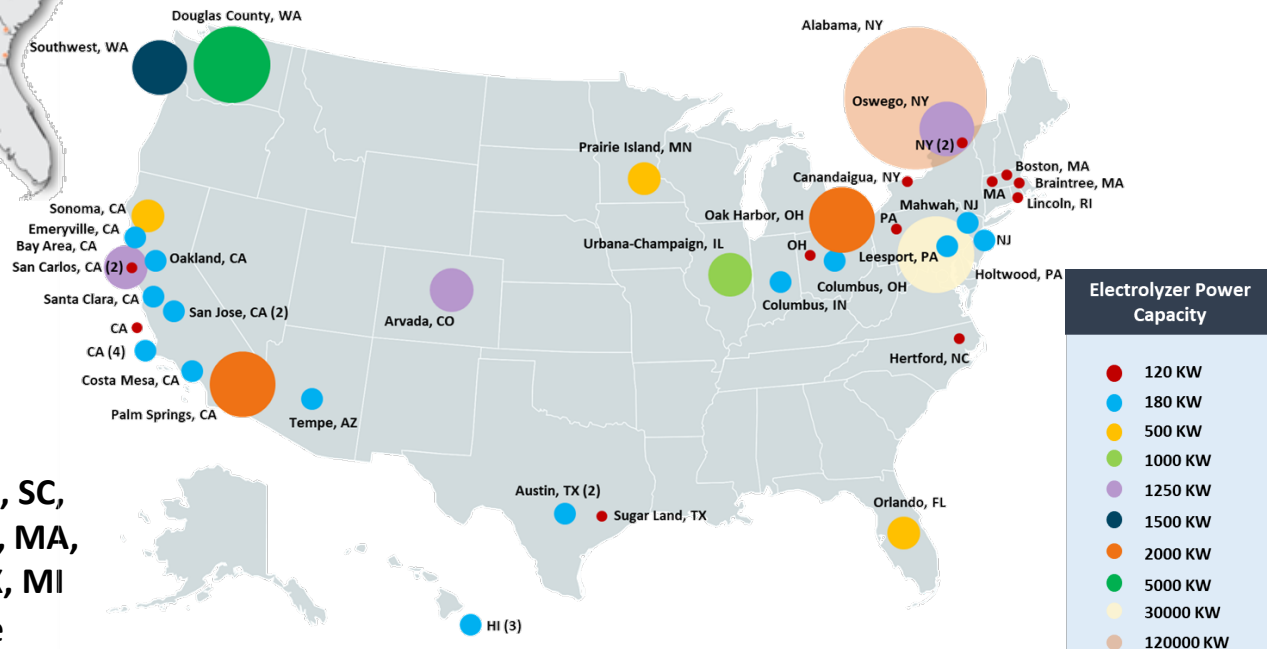 Douglas County, WA
Southwest, WA
Alabama, NY
Oswego, NY
NY (2)
Prairie Island, MN
Canandaigua, NY
Boston, MA
Braintree, MA
MA
Lincoln, RI
Mahwah, NJ
Sonoma, CA
Emeryville, CA
Bay Area, CA
Oakland, CA
San Carlos, CA (2)
Santa Clara, CA
San Jose, CA (2)
CA
CA (4)
Costa Mesa, CA
Palm Springs, CA
Tempe, AZ
Arvada, CO
Oak Harbor, OH
PA
Urbana-Champaign, IL
OH
Leesport, PA
NJ
Holtwood, PA
Columbus, OH
Columbus, IN
Hertford, NC
Austin, TX (2)
Sugar Land, TX
Orlando, FL
HI (3)
, SC,
, MA,
, MI
Electrolyzer Power
Capacity
120 KW
180 KW
500 KW
1000 KW
1250 KW
1500 KW
2000 KW
5000 KW
30000 KW
120000 KW